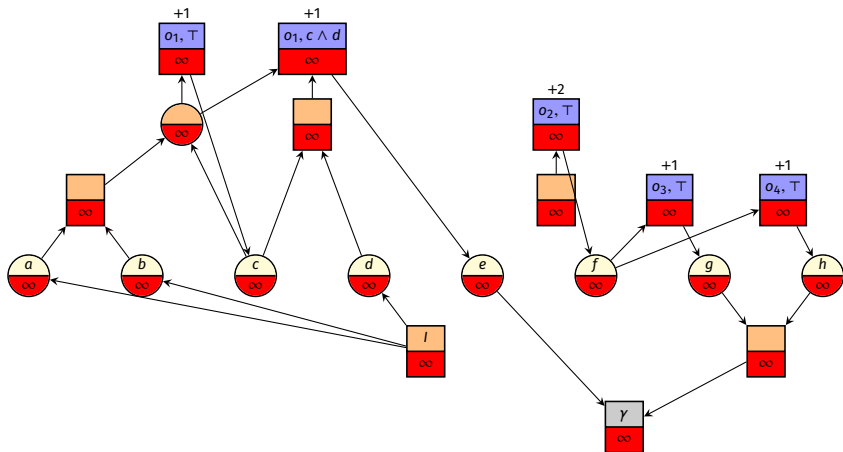 +1 +1
o₁, ⊤ o₁, c ∧ d
∞ ∞
+2
o₂, ⊤
∞ ∞ ∞
+1 +1
o₃, ⊤ o₄, ⊤
∞ ∞ ∞ ∞
a b c d e f g h
∞ ∞ ∞ ∞ ∞ ∞ ∞ ∞
I
∞ ∞
γ
∞